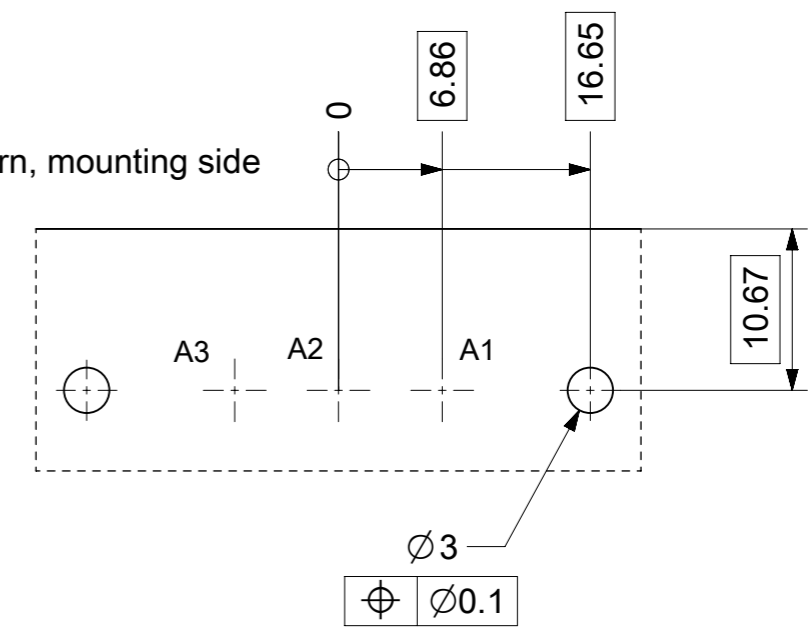 0
6.86
16.65
rn, mounting side
10.67
A3
A2
A1
∅3
⌖ ∅0.1